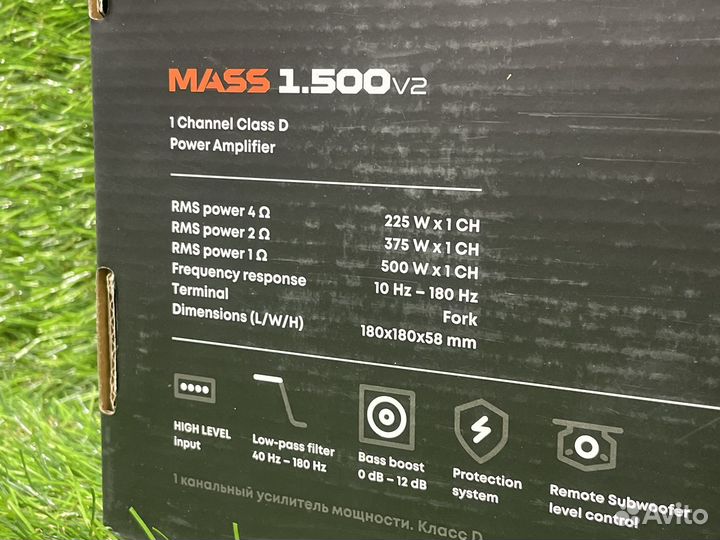 MASS 1.500 V2
1 Channel Class D
Power Amplifier
RMS power 4 Ω 225 W x 1 CH
RMS power 2 Ω 375 W x 1 CH
RMS power 1 Ω 500 W x 1 CH
Frequency response 10 Hz – 180 Hz
Terminal Fork
Dimensions (L/W/H) 180x180x58 mm
HIGH LEVEL
input
Low-pass filter
40 Hz – 180 Hz
Bass boost
0 dB – 12 dB
Protection
system
Remote Subwoofer
level control
1 канальный усилитель мощности. Класс D
Avito